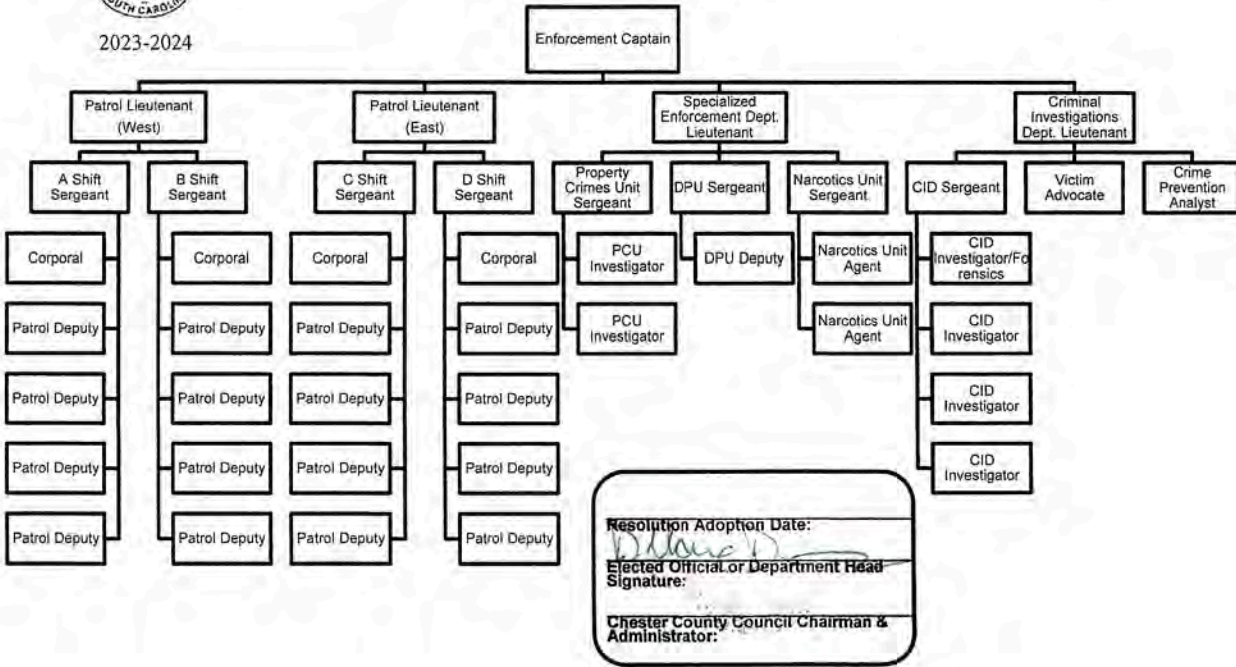 SOUTH CAROLINA
2023-2024
Enforcement Captain
Patrol Lieutenant
(West)
Patrol Lieutenant
(East)
Specialized
Enforcement Dept.
Lieutenant
Criminal
Investigations
Dept. Lieutenant
A Shift
Sergeant
B Shift
Sergeant
C Shift
Sergeant
D Shift
Sergeant
Property
Crimes Unit
Sergeant
DPU Sergeant
Narcotics Unit
Sergeant
CID Sergeant
Victim
Advocate
Crime
Prevention
Analyst
Corporal
Corporal
Corporal
Corporal
PCU
Investigator
DPU Deputy
Narcotics Unit
Agent
CID
Investigator/Fo
rensics
Patrol Deputy
Patrol Deputy
Patrol Deputy
Patrol Deputy
PCU
Investigator
Narcotics Unit
Agent
CID
Investigator
Patrol Deputy
Patrol Deputy
Patrol Deputy
Patrol Deputy
CID
Investigator
Patrol Deputy
Patrol Deputy
Patrol Deputy
Patrol Deputy
CID
Investigator
Patrol Deputy
Patrol Deputy
Patrol Deputy
Patrol Deputy
Resolution Adoption Date:
Elected Official or Department Head
Signature:
Chester County Council Chairman &
Administrator: